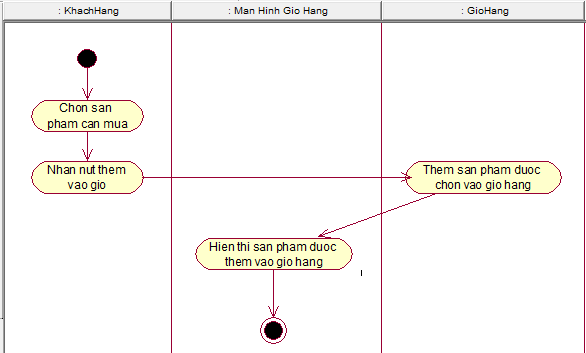 : KhachHang
: Man Hinh Gio Hang
: GioHang
Chon san
pham can mua
Nhan nut them
vao gio
Them san pham duoc
chon vao gio hang
Hien thi san pham duoc
them vao gio hang